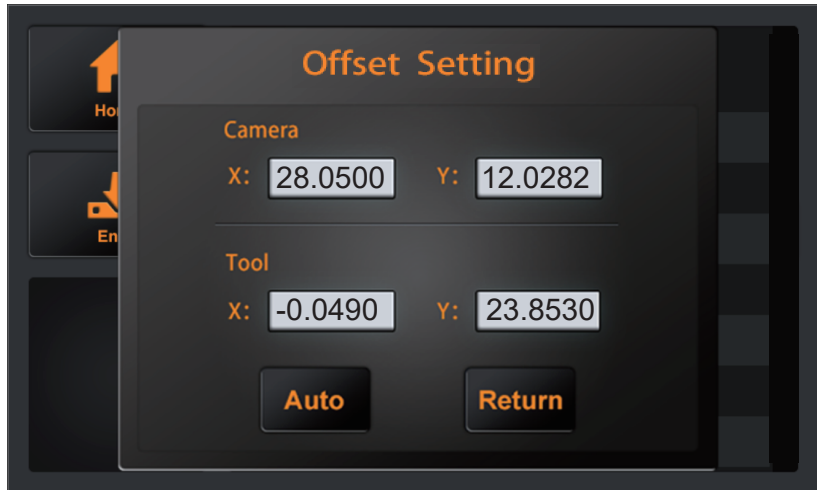 Offset Setting
Camera
X: 28.0500 Y: 12.0282
Tool
X: -0.0490 Y: 23.8530
Auto Return